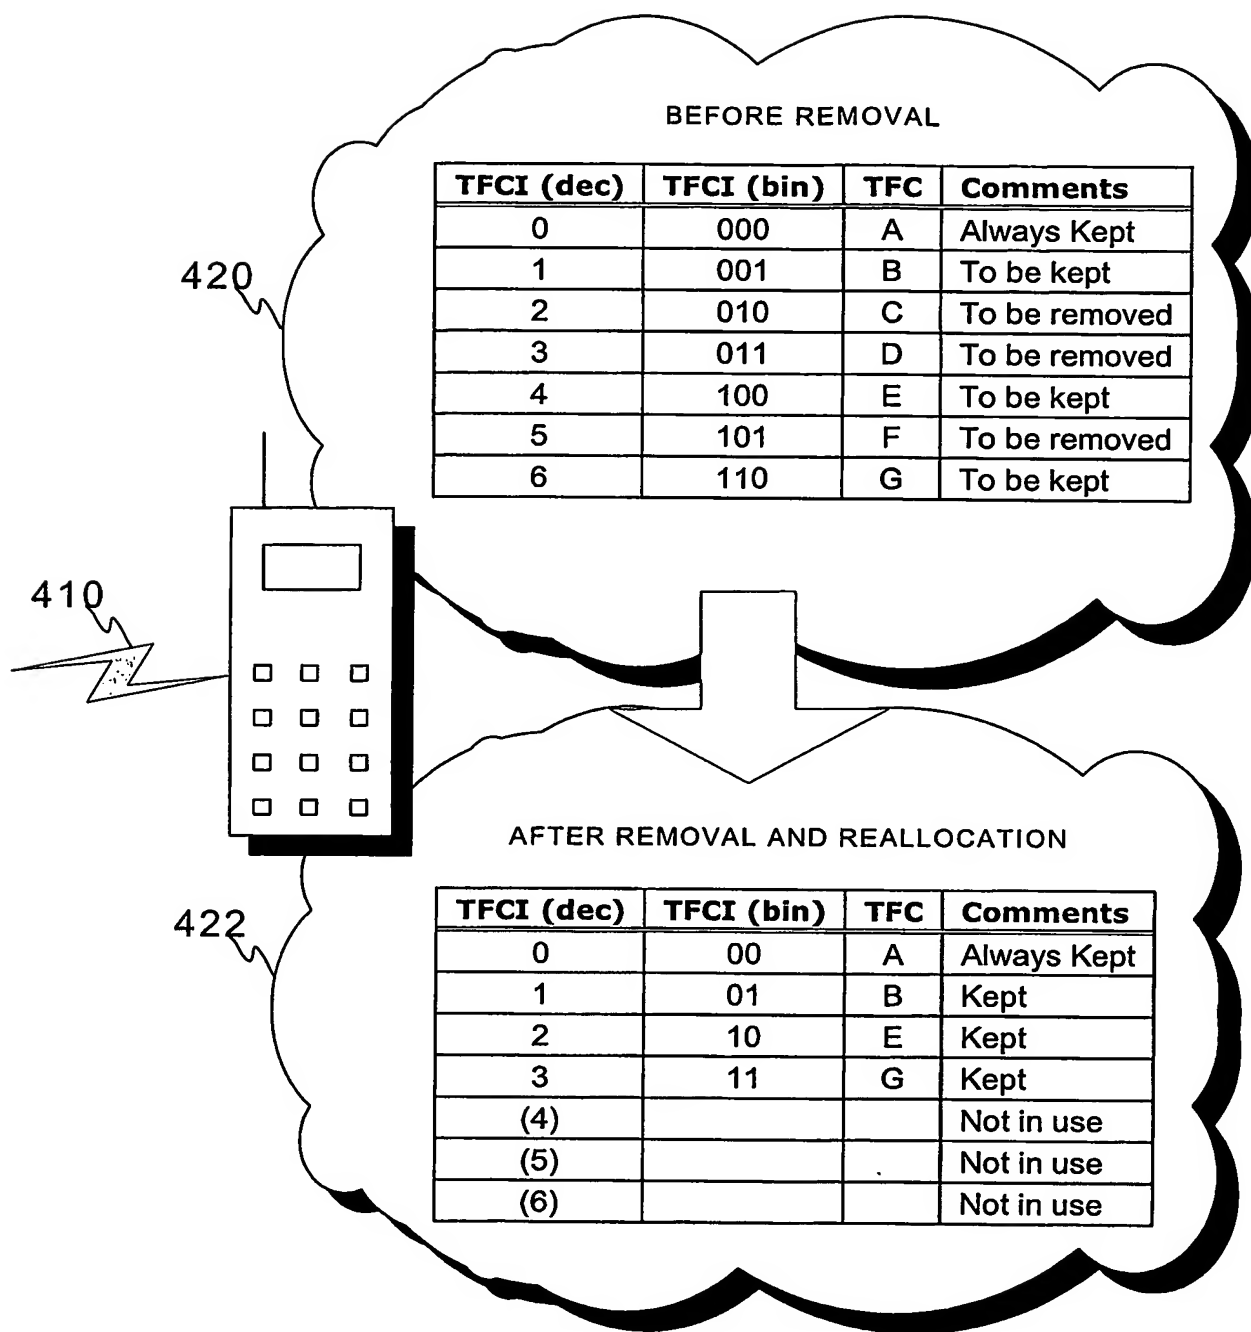 BEFORE REMOVAL
TFCI (dec) TFCI (bin) TFC Comments
0 000 A Always Kept
1 001 B To be kept
2 010 C To be removed
3 011 D To be removed
4 100 E To be kept
5 101 F To be removed
6 110 G To be kept
420
410
AFTER REMOVAL AND REALLOCATION
TFCI (dec) TFCI (bin) TFC Comments
0 00 A Always Kept
1 01 B Kept
2 10 E Kept
3 11 G Kept
(4) Not in use
(5) Not in use
(6) Not in use
422